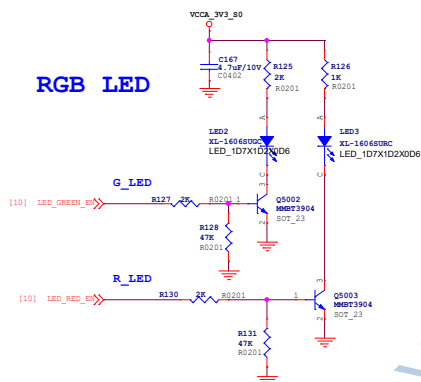 VCCA_3V3_S0
C167
4.7uF/10V
C0402
R125
2K
R0201
R126
1K
R0201
RGB LED
A
A
LED2
XL-1606SUGC
LED_1D7X1D2X0D6
LED3
XL-1606SURC
LED_1D7X1D2X0D6
C
C
G_LED
[10] LED_GREEN_EN
R127
2K
R0201
1
3
2
Q5002
MMBT3904
SOT_23
R128
47K
R0201
R_LED
[10] LED_RED_EN
R130
2K
R0201
1
3
2
Q5003
MMBT3904
SOT_23
R131
47K
R0201